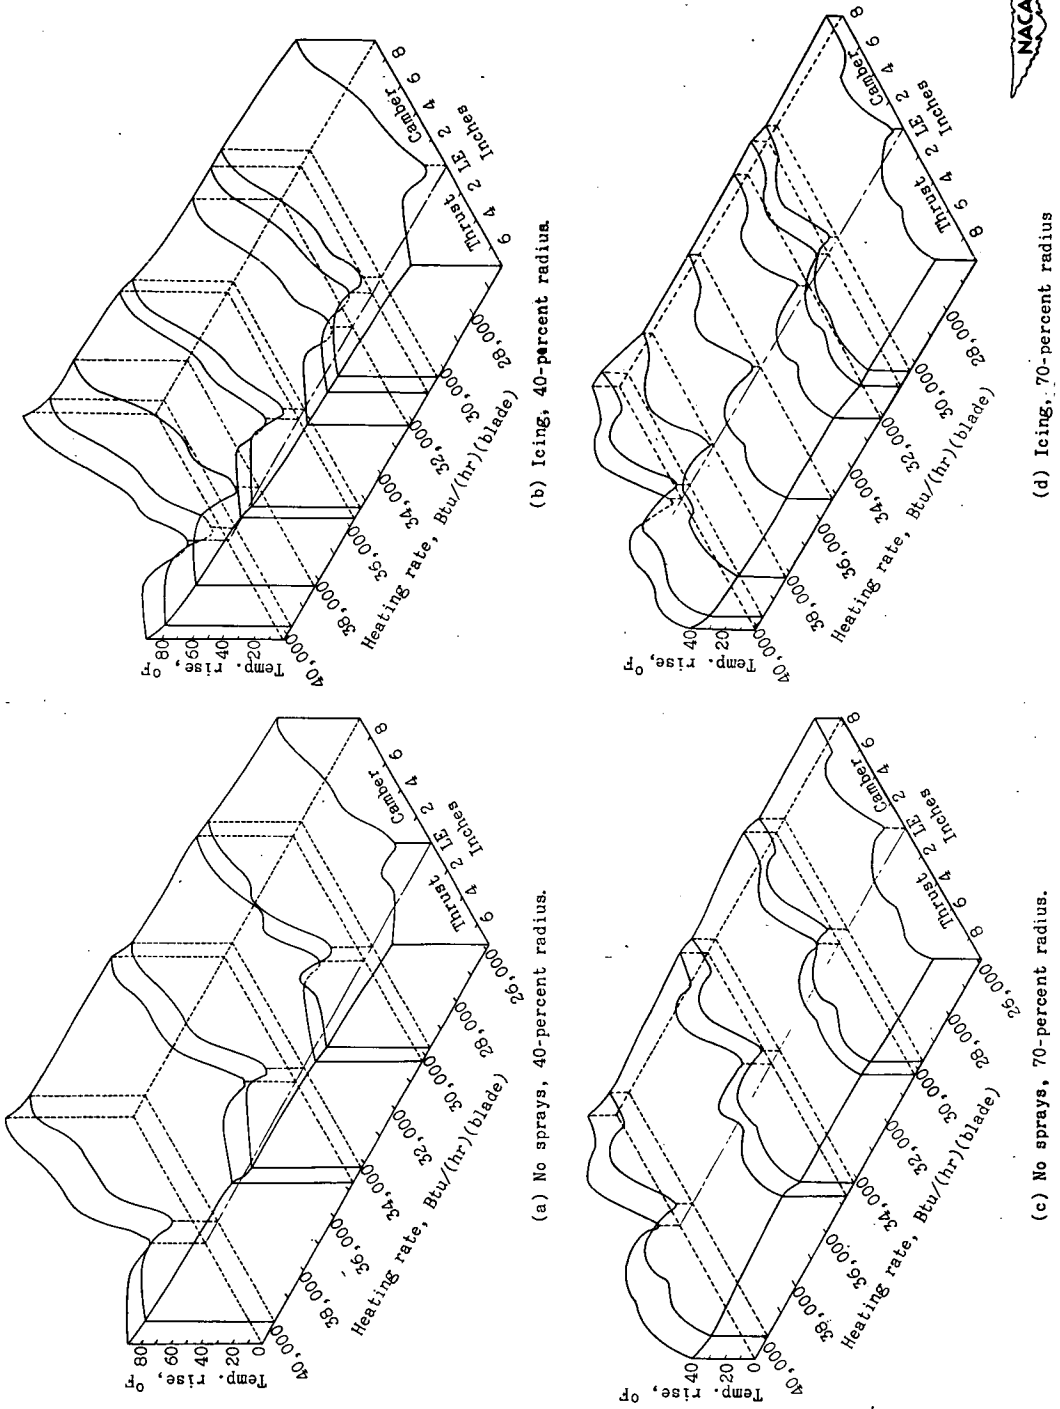 80
60
40
20
0
Temp. rise, °F
40,000
38,000
36,000
34,000
32,000
30,000
28,000
26,000
Heating rate, Btu/(hr)(blade)
6 4 2 LE 2 4 6 8
Thrust Camber
Inches
(a) No sprays, 40-percent radius.
80
60
40
20
0
Temp. rise, °F
40,000
38,000
36,000
34,000
32,000
30,000
28,000
Heating rate, Btu/(hr)(blade)
6 4 2 LE 2 4 6 8
Thrust Camber
Inches
(b) Icing, 40-percent radius.
40
20
0
Temp. rise, °F
40,000
38,000
36,000
34,000
32,000
30,000
28,000
26,000
Heating rate, Btu/(hr)(blade)
8 6 4 2 LE 2 4 6 8
Thrust Camber
Inches
(c) No sprays, 70-percent radius.
40
20
0
Temp. rise, °F
40,000
38,000
36,000
34,000
32,000
30,000
28,000
Heating rate, Btu/(hr)(blade)
8 6 4 2 LE 2 4 6 8
Thrust Camber
Inches
(d) Icing, 70-percent radius
NACA